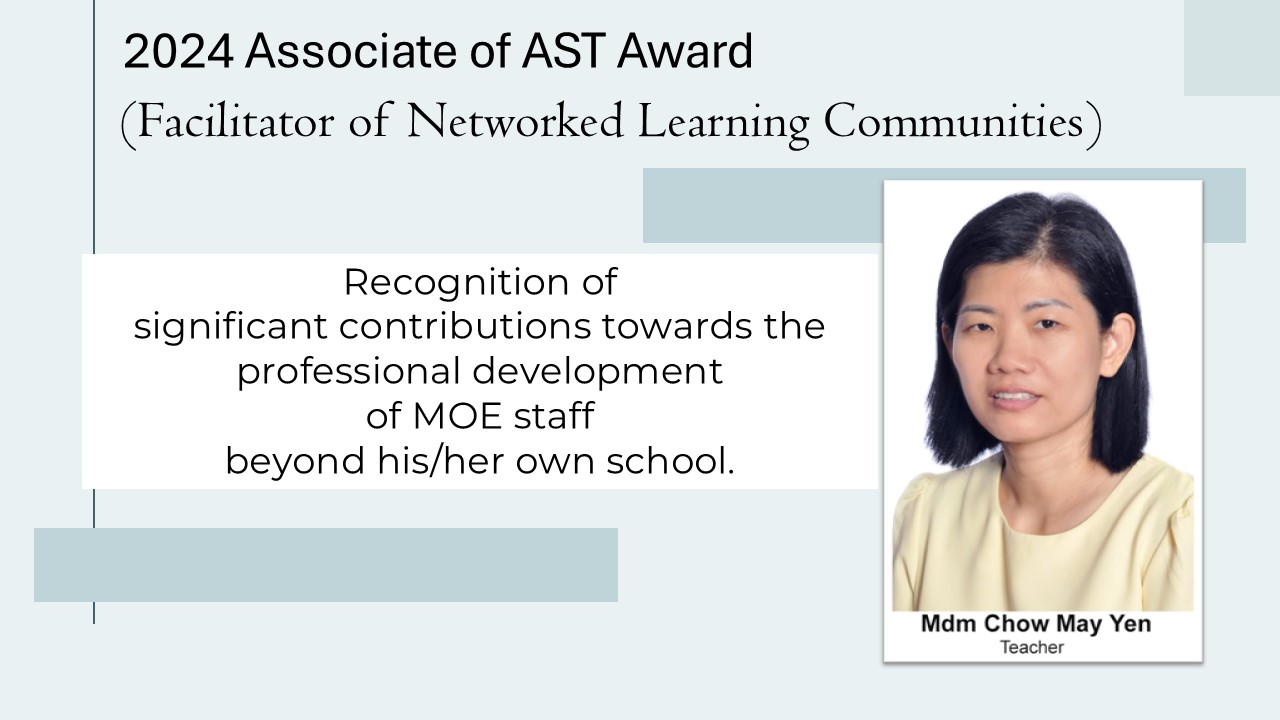 2024 Associate of AST Award
(Facilitator of Networked Learning Communities)
Recognition of
significant contributions towards the
professional development
of MOE staff
beyond his/her own school.
Mdm Chow May Yen
Teacher